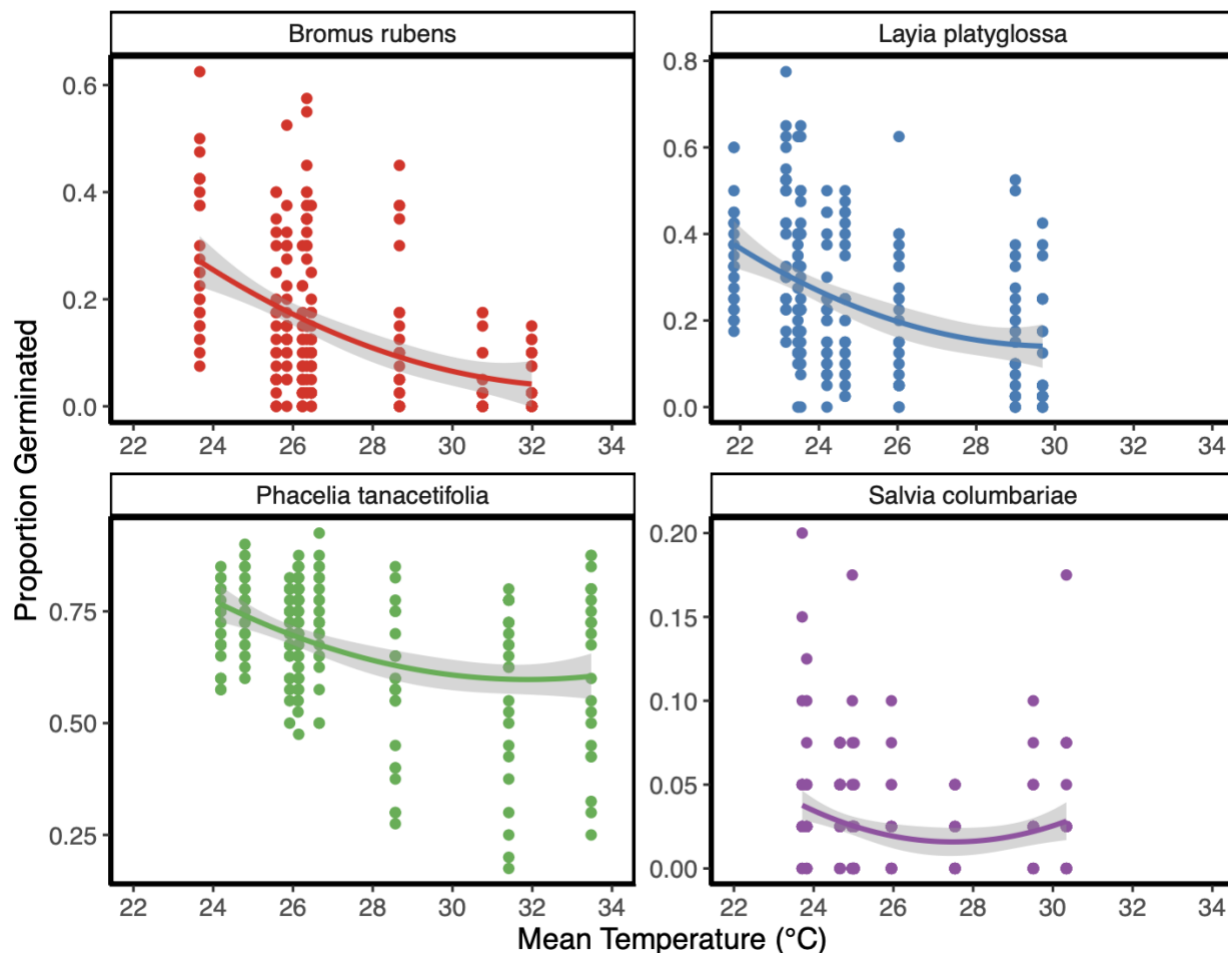 Bromus rubens
Layia platyglossa
0.6
0.4
0.2
0.0
0.8
0.6
0.4
0.2
0.0
22 24 26 28 30 32 34
22 24 26 28 30 32 34
Phacelia tanacetifolia
Salvia columbariae
Proportion Germinated
0.75
0.50
0.25
0.20
0.15
0.10
0.05
0.00
22 24 26 28 30 32 34
22 24 26 28 30 32 34
Mean Temperature (°C)